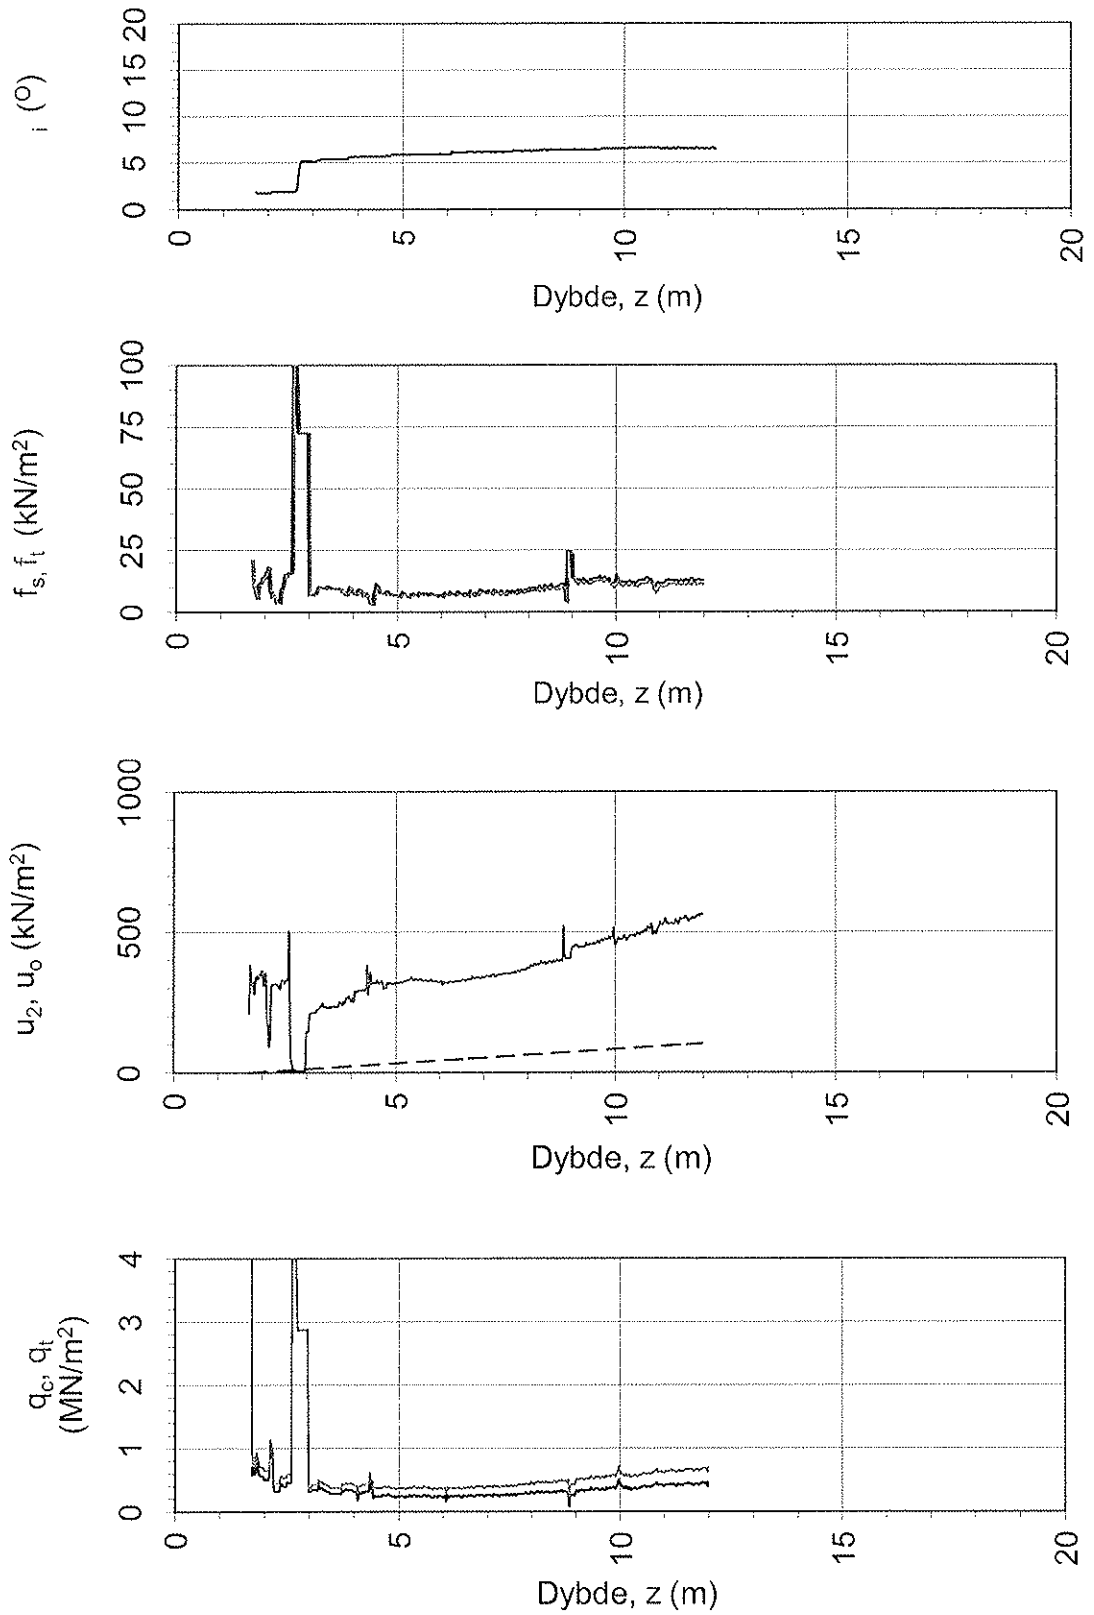 i (°)
0 5 10 15 20
0 5 10 15 20
Dybde, z (m)
f_s, f_t (kN/m²)
0 25 50 75 100
0 5 10 15 20
Dybde, z (m)
u_2, u_o (kN/m²)
0 500 1000
0 5 10 15 20
Dybde, z (m)
q_c, q_t
(MN/m²)
0 1 2 3 4
0 5 10 15 20
Dybde, z (m)